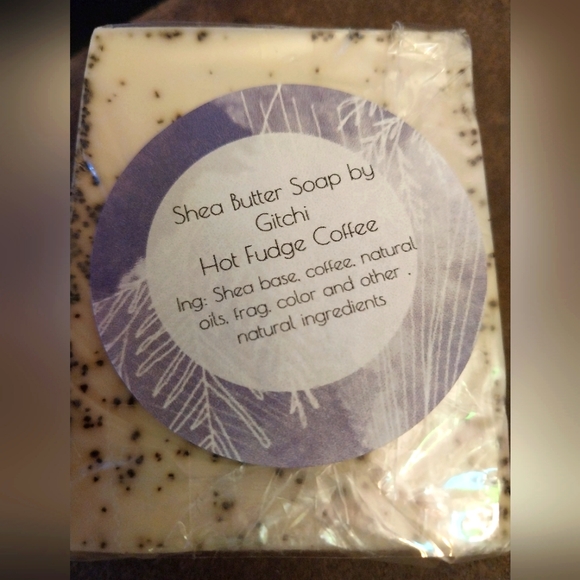 Shea Butter Soap by
Gitchi
Hot Fudge Coffee
Ing: Shea base, coffee, natural
oils, frag, color and other .
natural ingredients